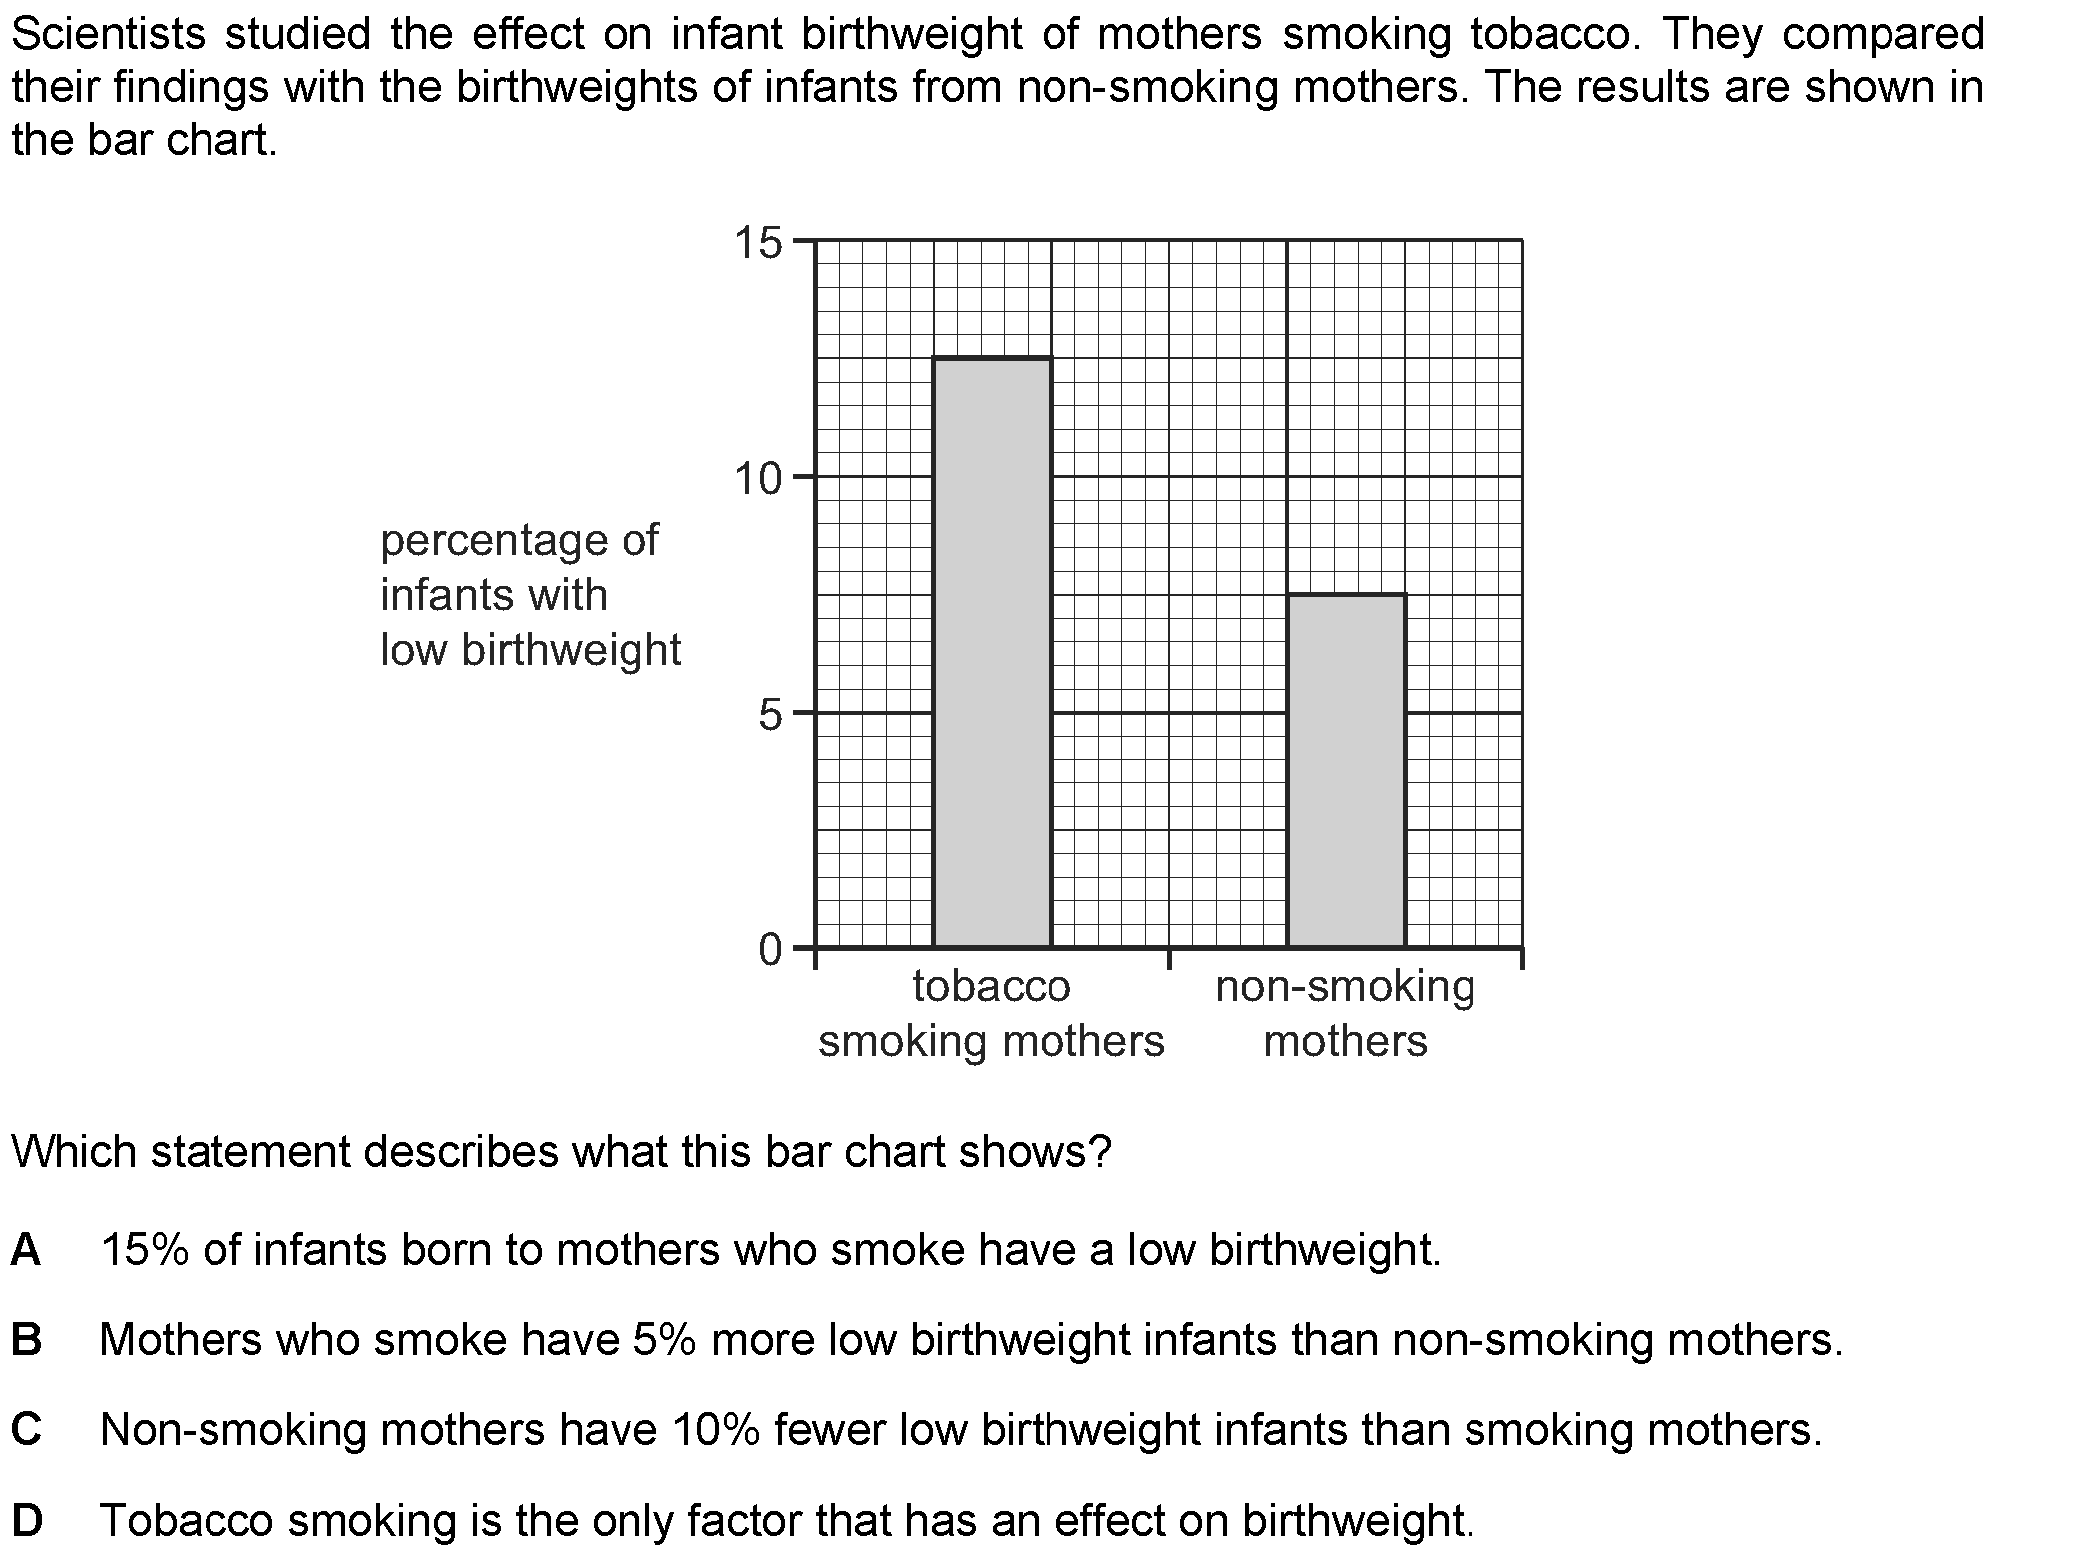 Scientists studied the effect on infant birthweight of mothers smoking tobacco. They compared
their findings with the birthweights of infants from non-smoking mothers. The results are shown in
the bar chart.
15
10
5
0
percentage of
infants with
low birthweight
tobacco
smoking mothers
non-smoking
mothers
Which statement describes what this bar chart shows?
A 15% of infants born to mothers who smoke have a low birthweight.
B Mothers who smoke have 5% more low birthweight infants than non-smoking mothers.
C Non-smoking mothers have 10% fewer low birthweight infants than smoking mothers.
D Tobacco smoking is the only factor that has an effect on birthweight.